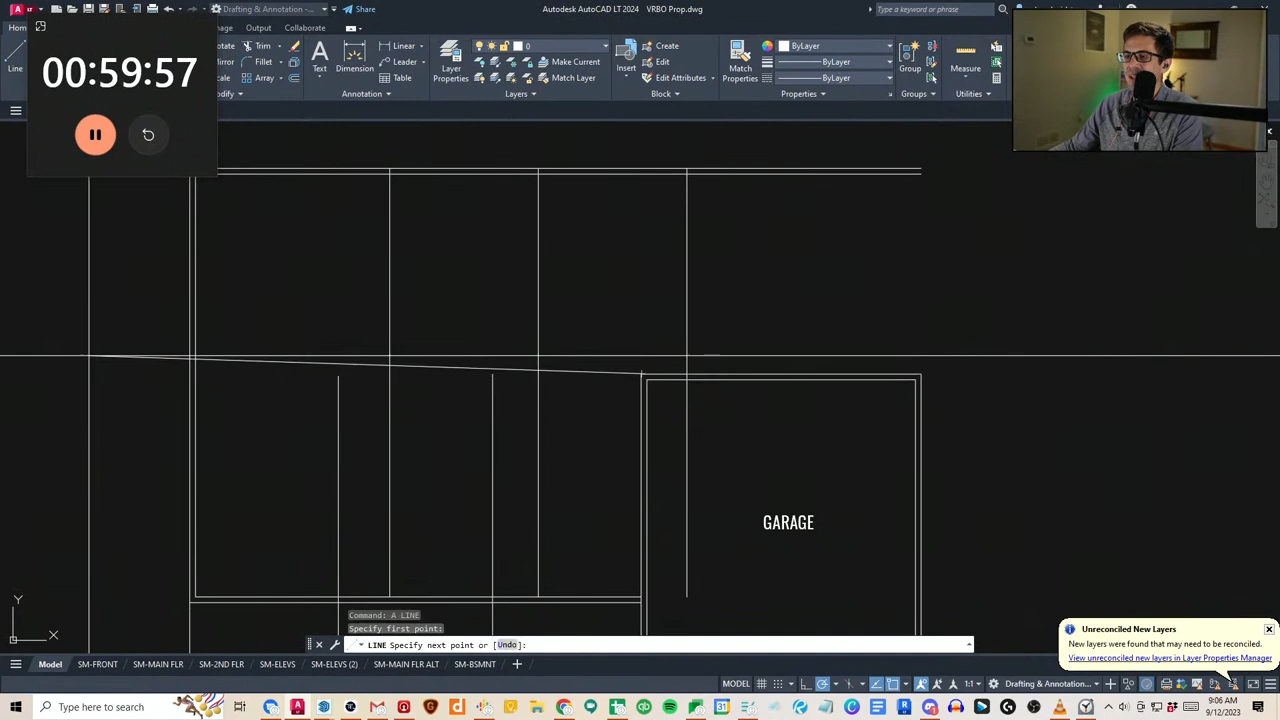 Autodesk AutoCAD LT 2024 VRBO Prop.dwg
Drafting & Annotation
Share
Type a keyword or phrase
Collaborate
00:59:57
Line
Trim
Fillet
Array
Text
Dimension
Linear
Leader
Table
Layer Properties
0
Make Current
Match Layer
Insert
Create
Edit
Edit Attributes
Match Properties
ByLayer
ByLayer
ByLayer
Group
Measure
Annotation
Layers
Block
Properties
Groups
Utilities
GARAGE
Y
X
Command: A LINE
Specify first point:
LINE Specify next point or [Undo]:
Unreconciled New Layers
New layers were found that may need to be reconciled.
View unreconciled new layers in Layer Properties Manager
Model SM-FRONT SM-MAIN FLR SM-2ND FLR SM-ELEVS SM-ELEVS (2) SM-MAIN FLR-ALT SM-BSMNT
MODEL 1:1 Drafting & Annotation
Type here to search
9:06 AM
9/12/2023